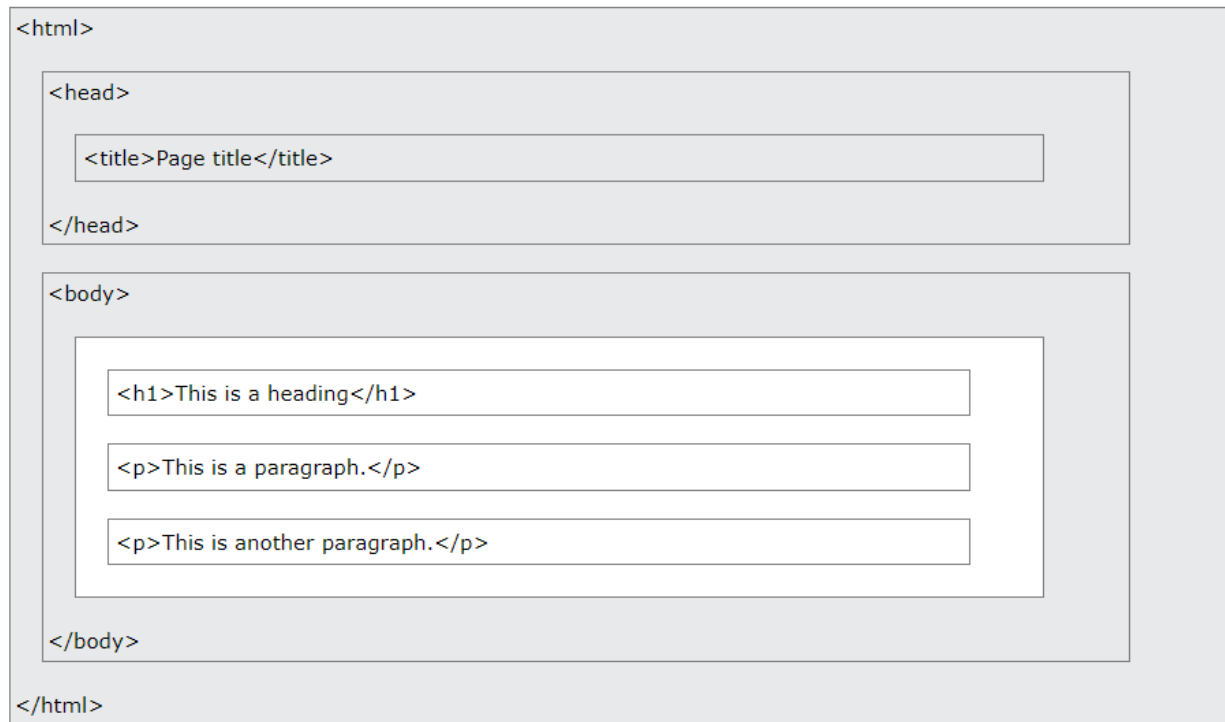 <html>
<head>
<title>Page title</title>
</head>
<body>
<h1>This is a heading</h1>
<p>This is a paragraph.</p>
<p>This is another paragraph.</p>
</body>
</html>